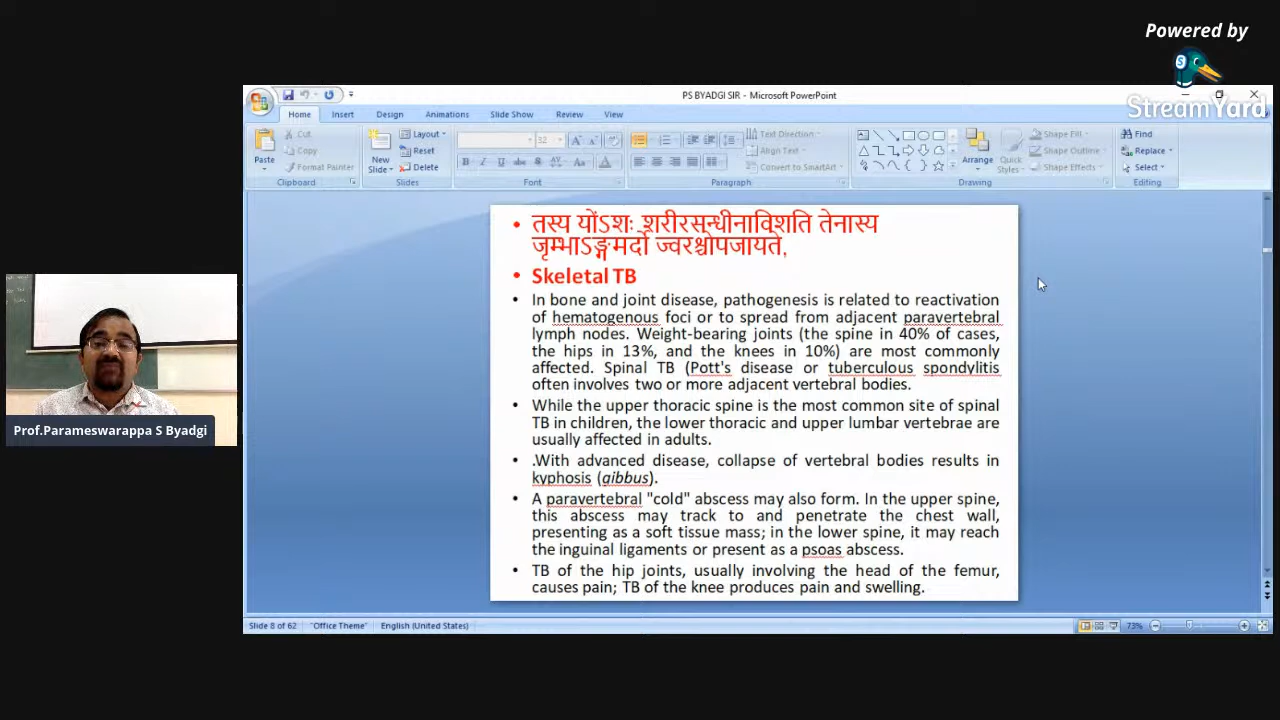 Powered by
StreamYard
PS BYADGI SIR - Microsoft PowerPoint
Home Insert Design Animations Slide Show Review View
Paste
Cut
Copy
Format Painter
Clipboard
New Slide
Layout
Reset
Delete
Slides
32
Font
Paragraph
Text Direction
Align Text
Convert to SmartArt
Arrange
Quick Styles
Shape Fill
Shape Outline
Shape Effects
Drawing
Find
Replace
Select
Editing
• तस्य योंऽशः शरीरसन्धीनाविशति तेनास्य
जृम्भाऽङ्गमर्दो ज्वरश्चोपजायते,
• Skeletal TB
• In bone and joint disease, pathogenesis is related to reactivation
of hematogenous foci or to spread from adjacent paravertebral
lymph nodes. Weight-bearing joints (the spine in 40% of cases,
the hips in 13%, and the knees in 10%) are most commonly
affected. Spinal TB (Pott's disease or tuberculous spondylitis
often involves two or more adjacent vertebral bodies.
• While the upper thoracic spine is the most common site of spinal
TB in children, the lower thoracic and upper lumbar vertebrae are
usually affected in adults.
• .With advanced disease, collapse of vertebral bodies results in
kyphosis (gibbus).
• A paravertebral "cold" abscess may also form. In the upper spine,
this abscess may track to and penetrate the chest wall,
presenting as a soft tissue mass; in the lower spine, it may reach
the inguinal ligaments or present as a psoas abscess.
• TB of the hip joints, usually involving the head of the femur,
causes pain; TB of the knee produces pain and swelling.
Prof.Parameswarappa S Byadgi
Slide 8 of 62 "Office Theme" English (United States) 73%